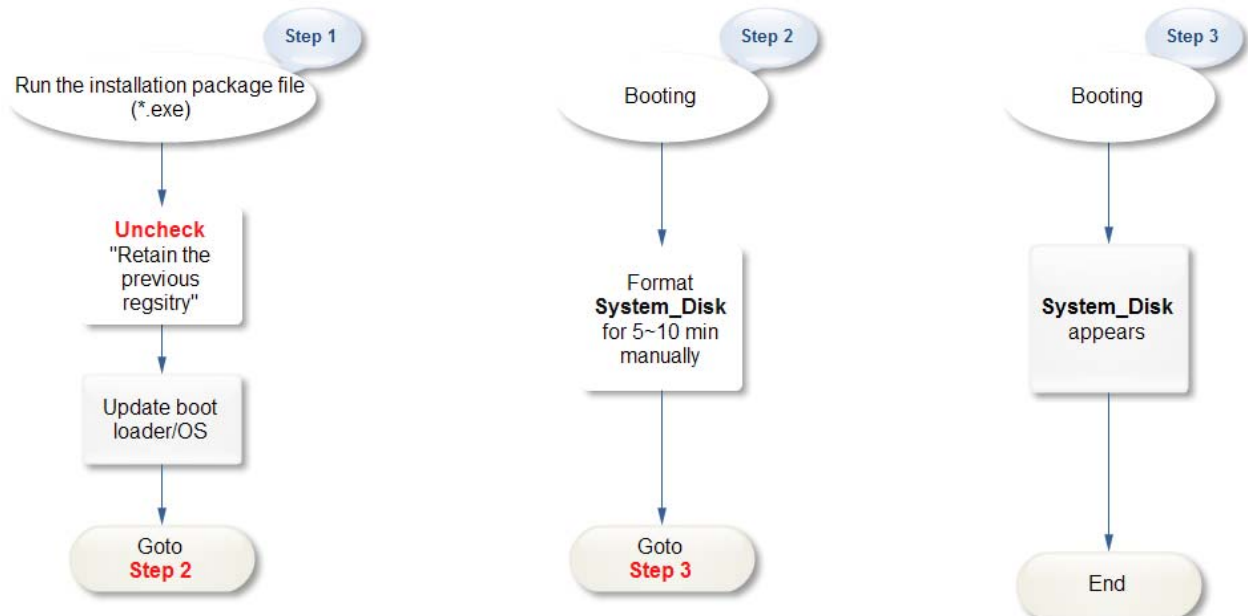 Step 1
Run the installation package file
(*.exe)
Uncheck
"Retain the
previous
regsitry"
Update boot
loader/OS
Goto
Step 2
Step 2
Booting
Format
System_Disk
for 5~10 min
manually
Goto
Step 3
Step 3
Booting
System_Disk
appears
End